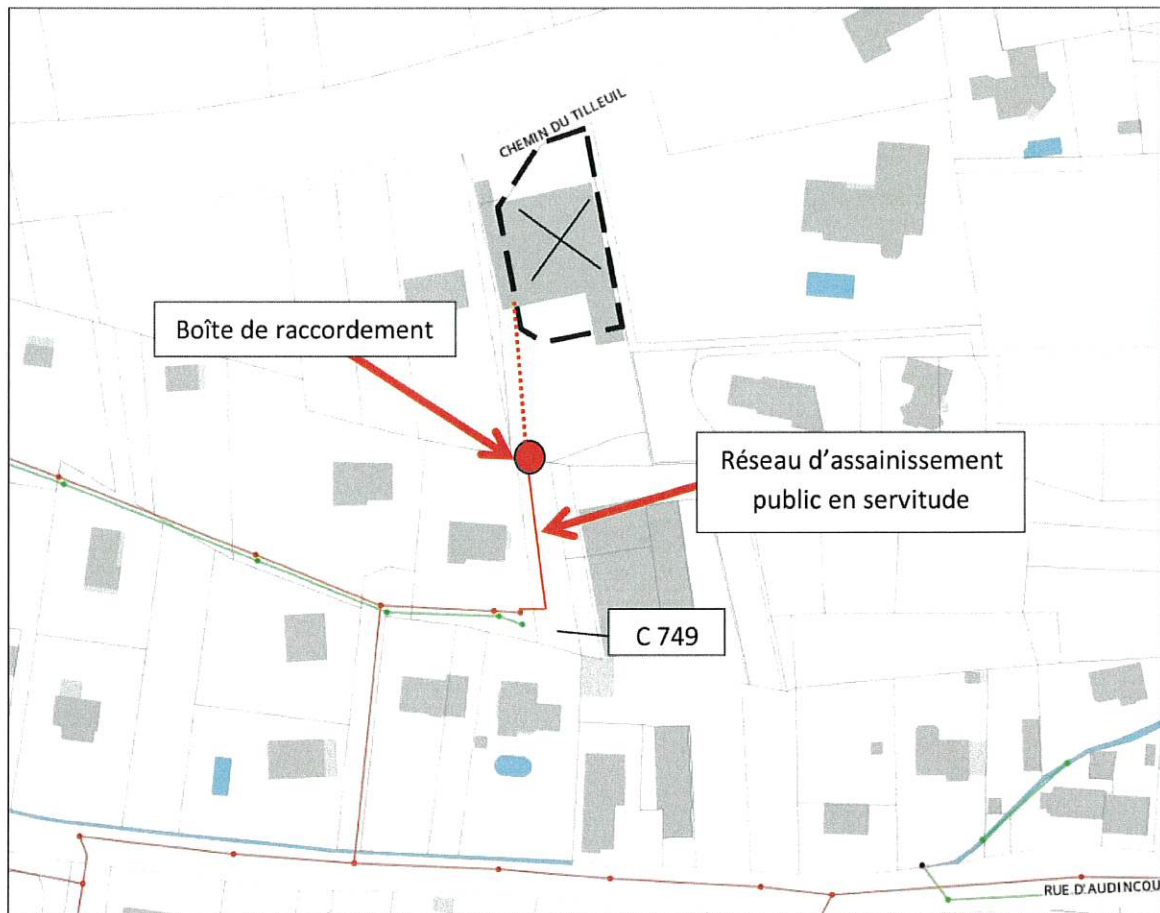 CHEMIN DU TILLEUIL
Boîte de raccordement
Réseau d'assainissement
public en servitude
C 749
RUE D'AUDINCOU